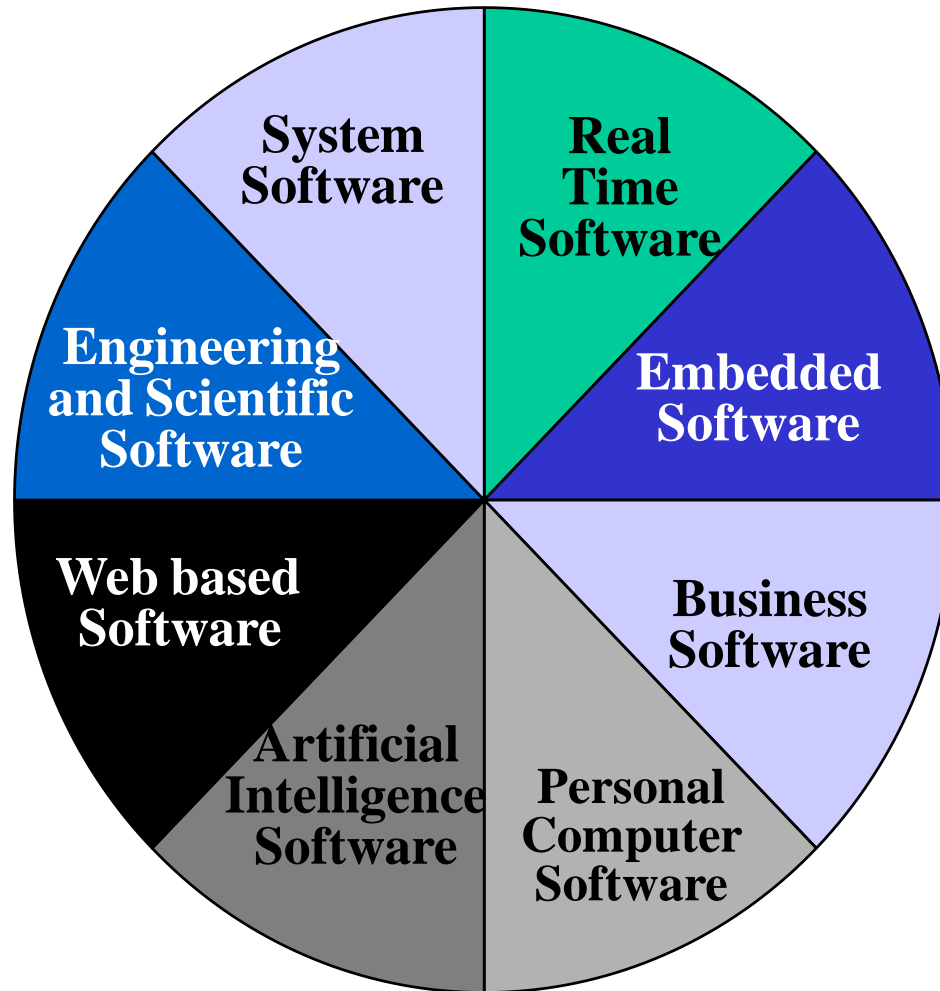 System
Software
Real
Time
Software
Embedded
Software
Business
Software
Personal
Computer
Software
Artificial
Intelligence
Software
Web based
Software
Engineering
and Scientific
Software